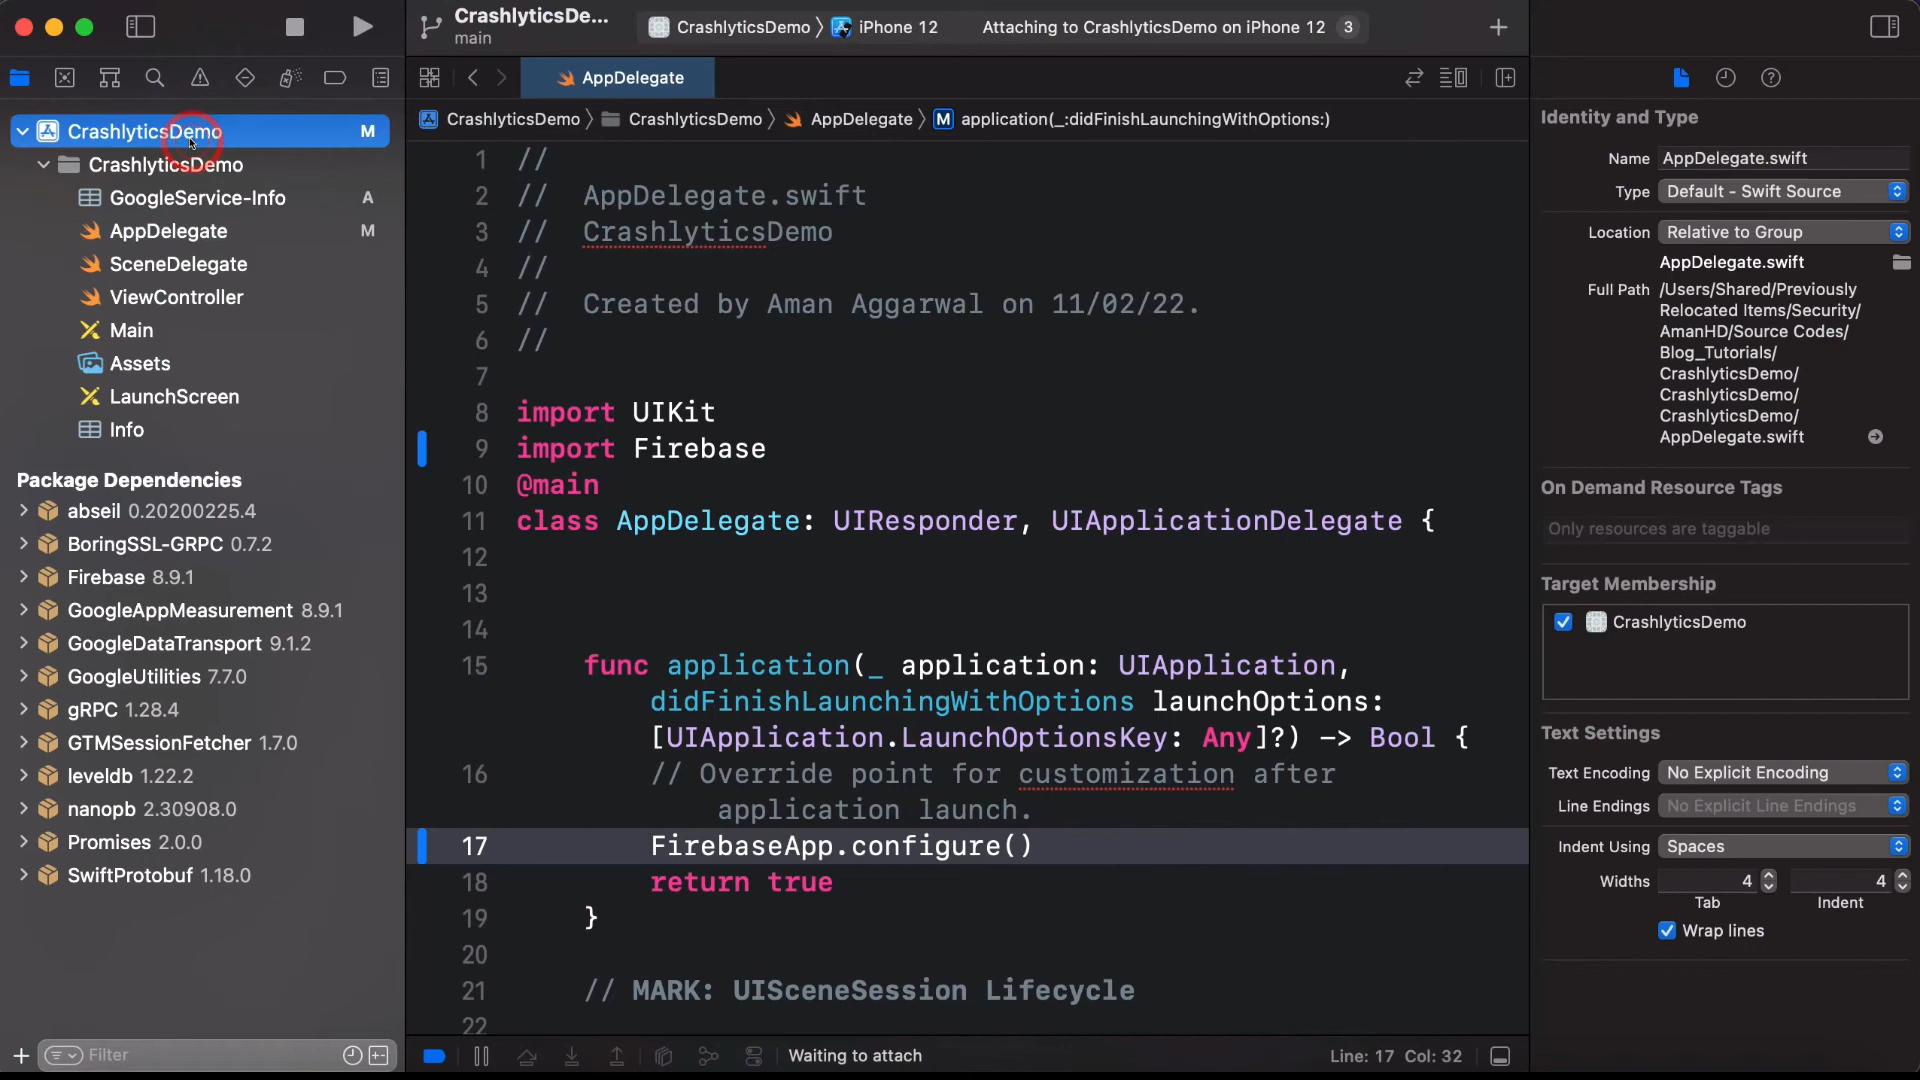 CrashlyticsDe...
main
CrashlyticsDemo
iPhone 12
Attaching to CrashlyticsDemo on iPhone 12
3
AppDelegate
CrashlyticsDemo
CrashlyticsDemo
AppDelegate
M
application(_:didFinishLaunchingWithOptions:)
CrashlyticsDemo M
CrashlyticsDemo
GoogleService-Info A
AppDelegate M
SceneDelegate
ViewController
Main
Assets
LaunchScreen
Info
Package Dependencies
abseil 0.20200225.4
BoringSSL-GRPC 0.7.2
Firebase 8.9.1
GoogleAppMeasurement 8.9.1
GoogleDataTransport 9.1.2
GoogleUtilities 7.7.0
gRPC 1.28.4
GTMSessionFetcher 1.7.0
leveldb 1.22.2
nanopb 2.30908.0
Promises 2.0.0
SwiftProtobuf 1.18.0
Filter
1 //
2 // AppDelegate.swift
3 // CrashlyticsDemo
4 //
5 // Created by Aman Aggarwal on 11/02/22.
6 //
7
8 import UIKit
9 import Firebase
10 @main
11 class AppDelegate: UIResponder, UIApplicationDelegate {
12
13
14
15 func application(_ application: UIApplication,
didFinishLaunchingWithOptions launchOptions:
[UIApplication.LaunchOptionsKey: Any]?) -> Bool {
16 // Override point for customization after
application launch.
17 FirebaseApp.configure()
18 return true
19 }
20
21 // MARK: UISceneSession Lifecycle
22
Waiting to attach
Line: 17 Col: 32
Identity and Type
Name AppDelegate.swift
Type Default - Swift Source
Location Relative to Group
AppDelegate.swift
Full Path /Users/Shared/Previously
Relocated Items/Security/
AmanHD/Source Codes/
Blog_Tutorials/
CrashlyticsDemo/
CrashlyticsDemo/
CrashlyticsDemo/
AppDelegate.swift
On Demand Resource Tags
Only resources are taggable
Target Membership
CrashlyticsDemo
Text Settings
Text Encoding No Explicit Encoding
Line Endings No Explicit Line Endings
Indent Using Spaces
Widths 4 4
Tab Indent
Wrap lines